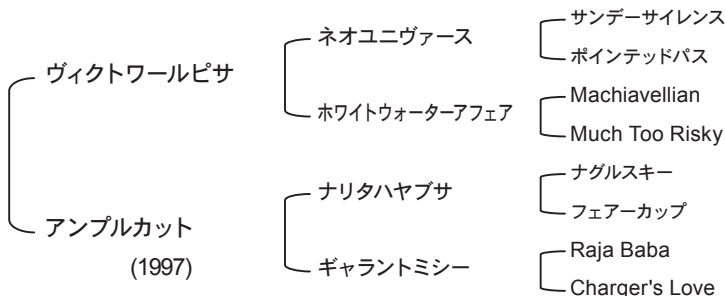 サンデーサイレンス
ネオユニヴァース
ポインテッドパス
ヴィクトワールピサ
Machiavellian
ホワイトウォーターアフェア
Much Too Risky
ナグルスキー
ナリタハヤブサ
フェアーカップ
アンプルカット
(1997)
Raja Baba
ギャラントミシー
Charger's Love